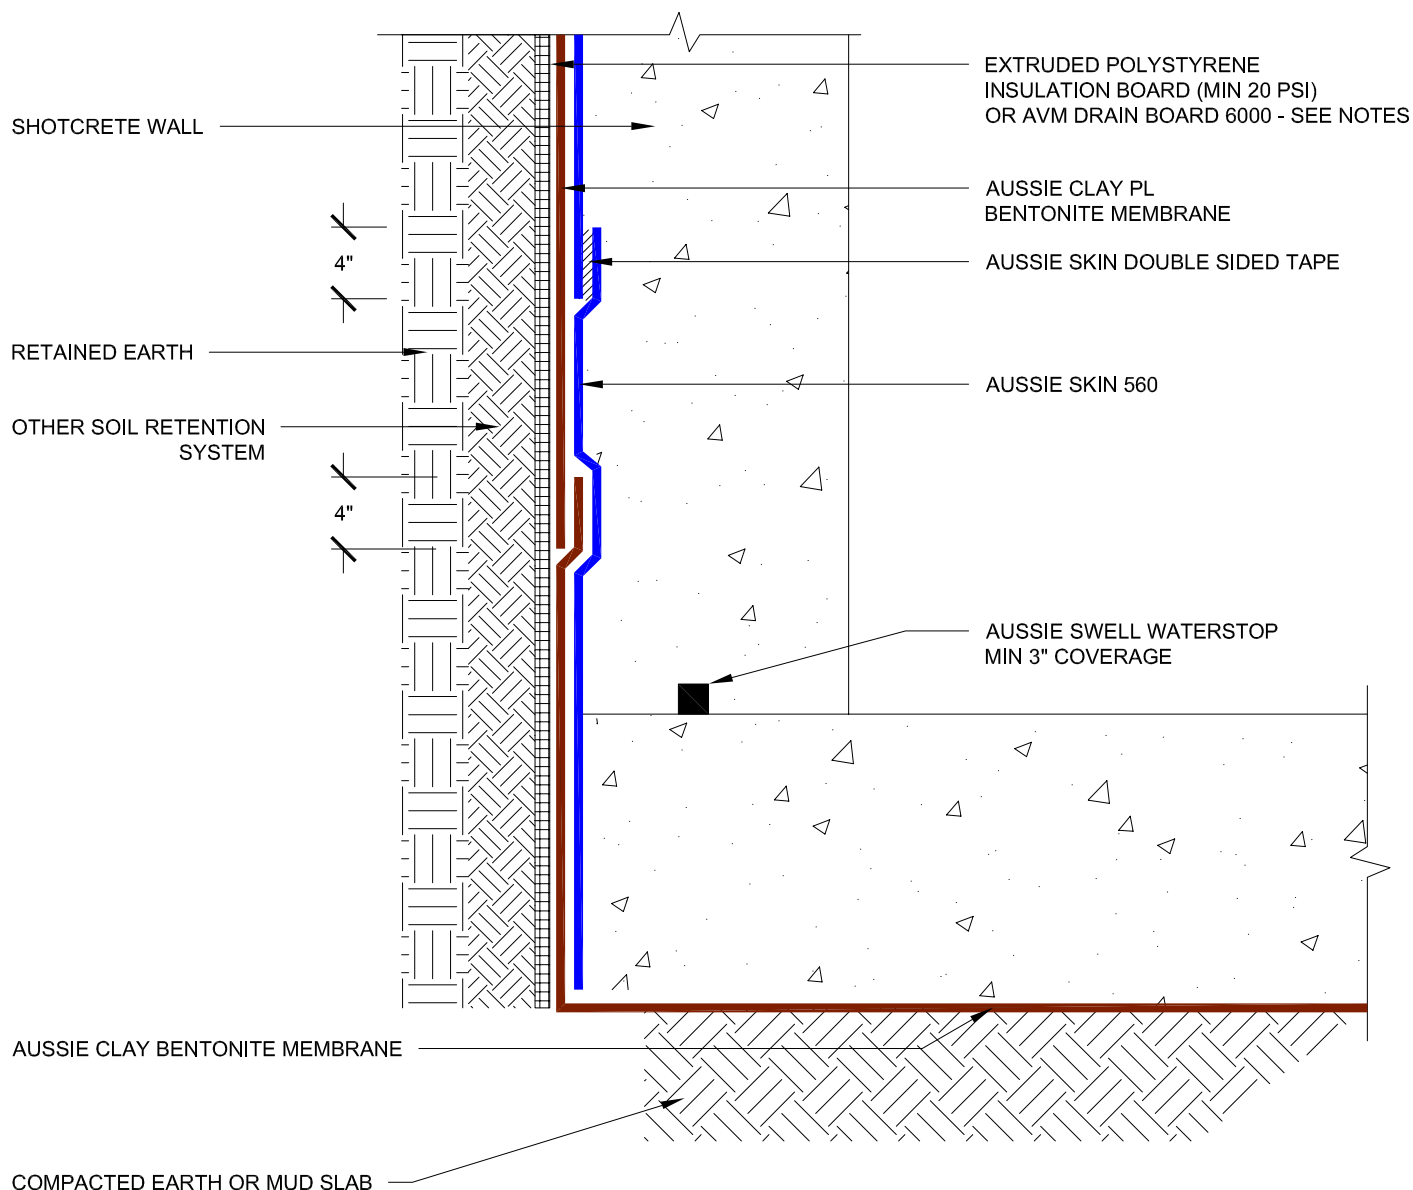 EXTRUDED POLYSTYRENE
INSULATION BOARD (MIN 20 PSI)
OR AVM DRAIN BOARD 6000 - SEE NOTES
SHOTCRETE WALL
AUSSIE CLAY PL
BENTONITE MEMBRANE
4"
AUSSIE SKIN DOUBLE SIDED TAPE
RETAINED EARTH
AUSSIE SKIN 560
OTHER SOIL RETENTION
SYSTEM
4"
AUSSIE SWELL WATERSTOP
MIN 3" COVERAGE
AUSSIE CLAY BENTONITE MEMBRANE
COMPACTED EARTH OR MUD SLAB